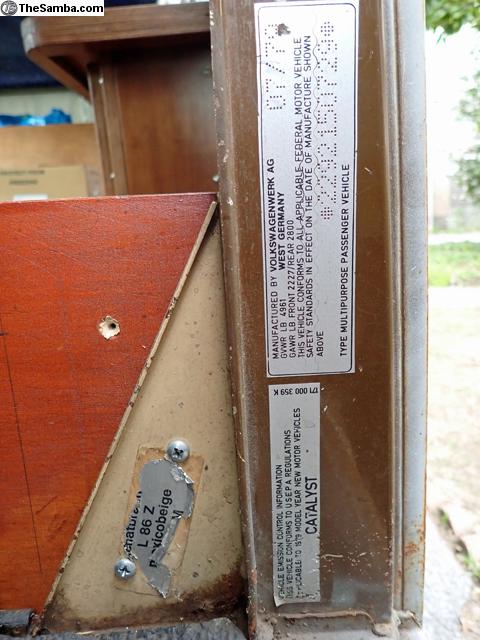 TheSamba.com
MANUFACTURED BY VOLKSWAGENWERK AG
WEST GERMANY
GVWR LB 4961
GAWR LB FRONT 2227/REAR 2800
THIS VEHICLE CONFORMS TO ALL APPLICABLE FEDERAL MOTOR VEHICLE
SAFETY STANDARDS IN EFFECT ON THE DATE OF MANUFACTURE SHOWN
ABOVE
TYPE MULTIPURPOSE PASSENGER VEHICLE
171 000 359 K
VEHICLE EMISSION CONTROL INFORMATION
THIS VEHICLE CONFORMS TO U.S.E.P.A REGULATIONS
APPLICABLE TO 1979 MODEL YEAR NEW MOTOR VEHICLES
CATALYST
L 86 Z
xicobeige